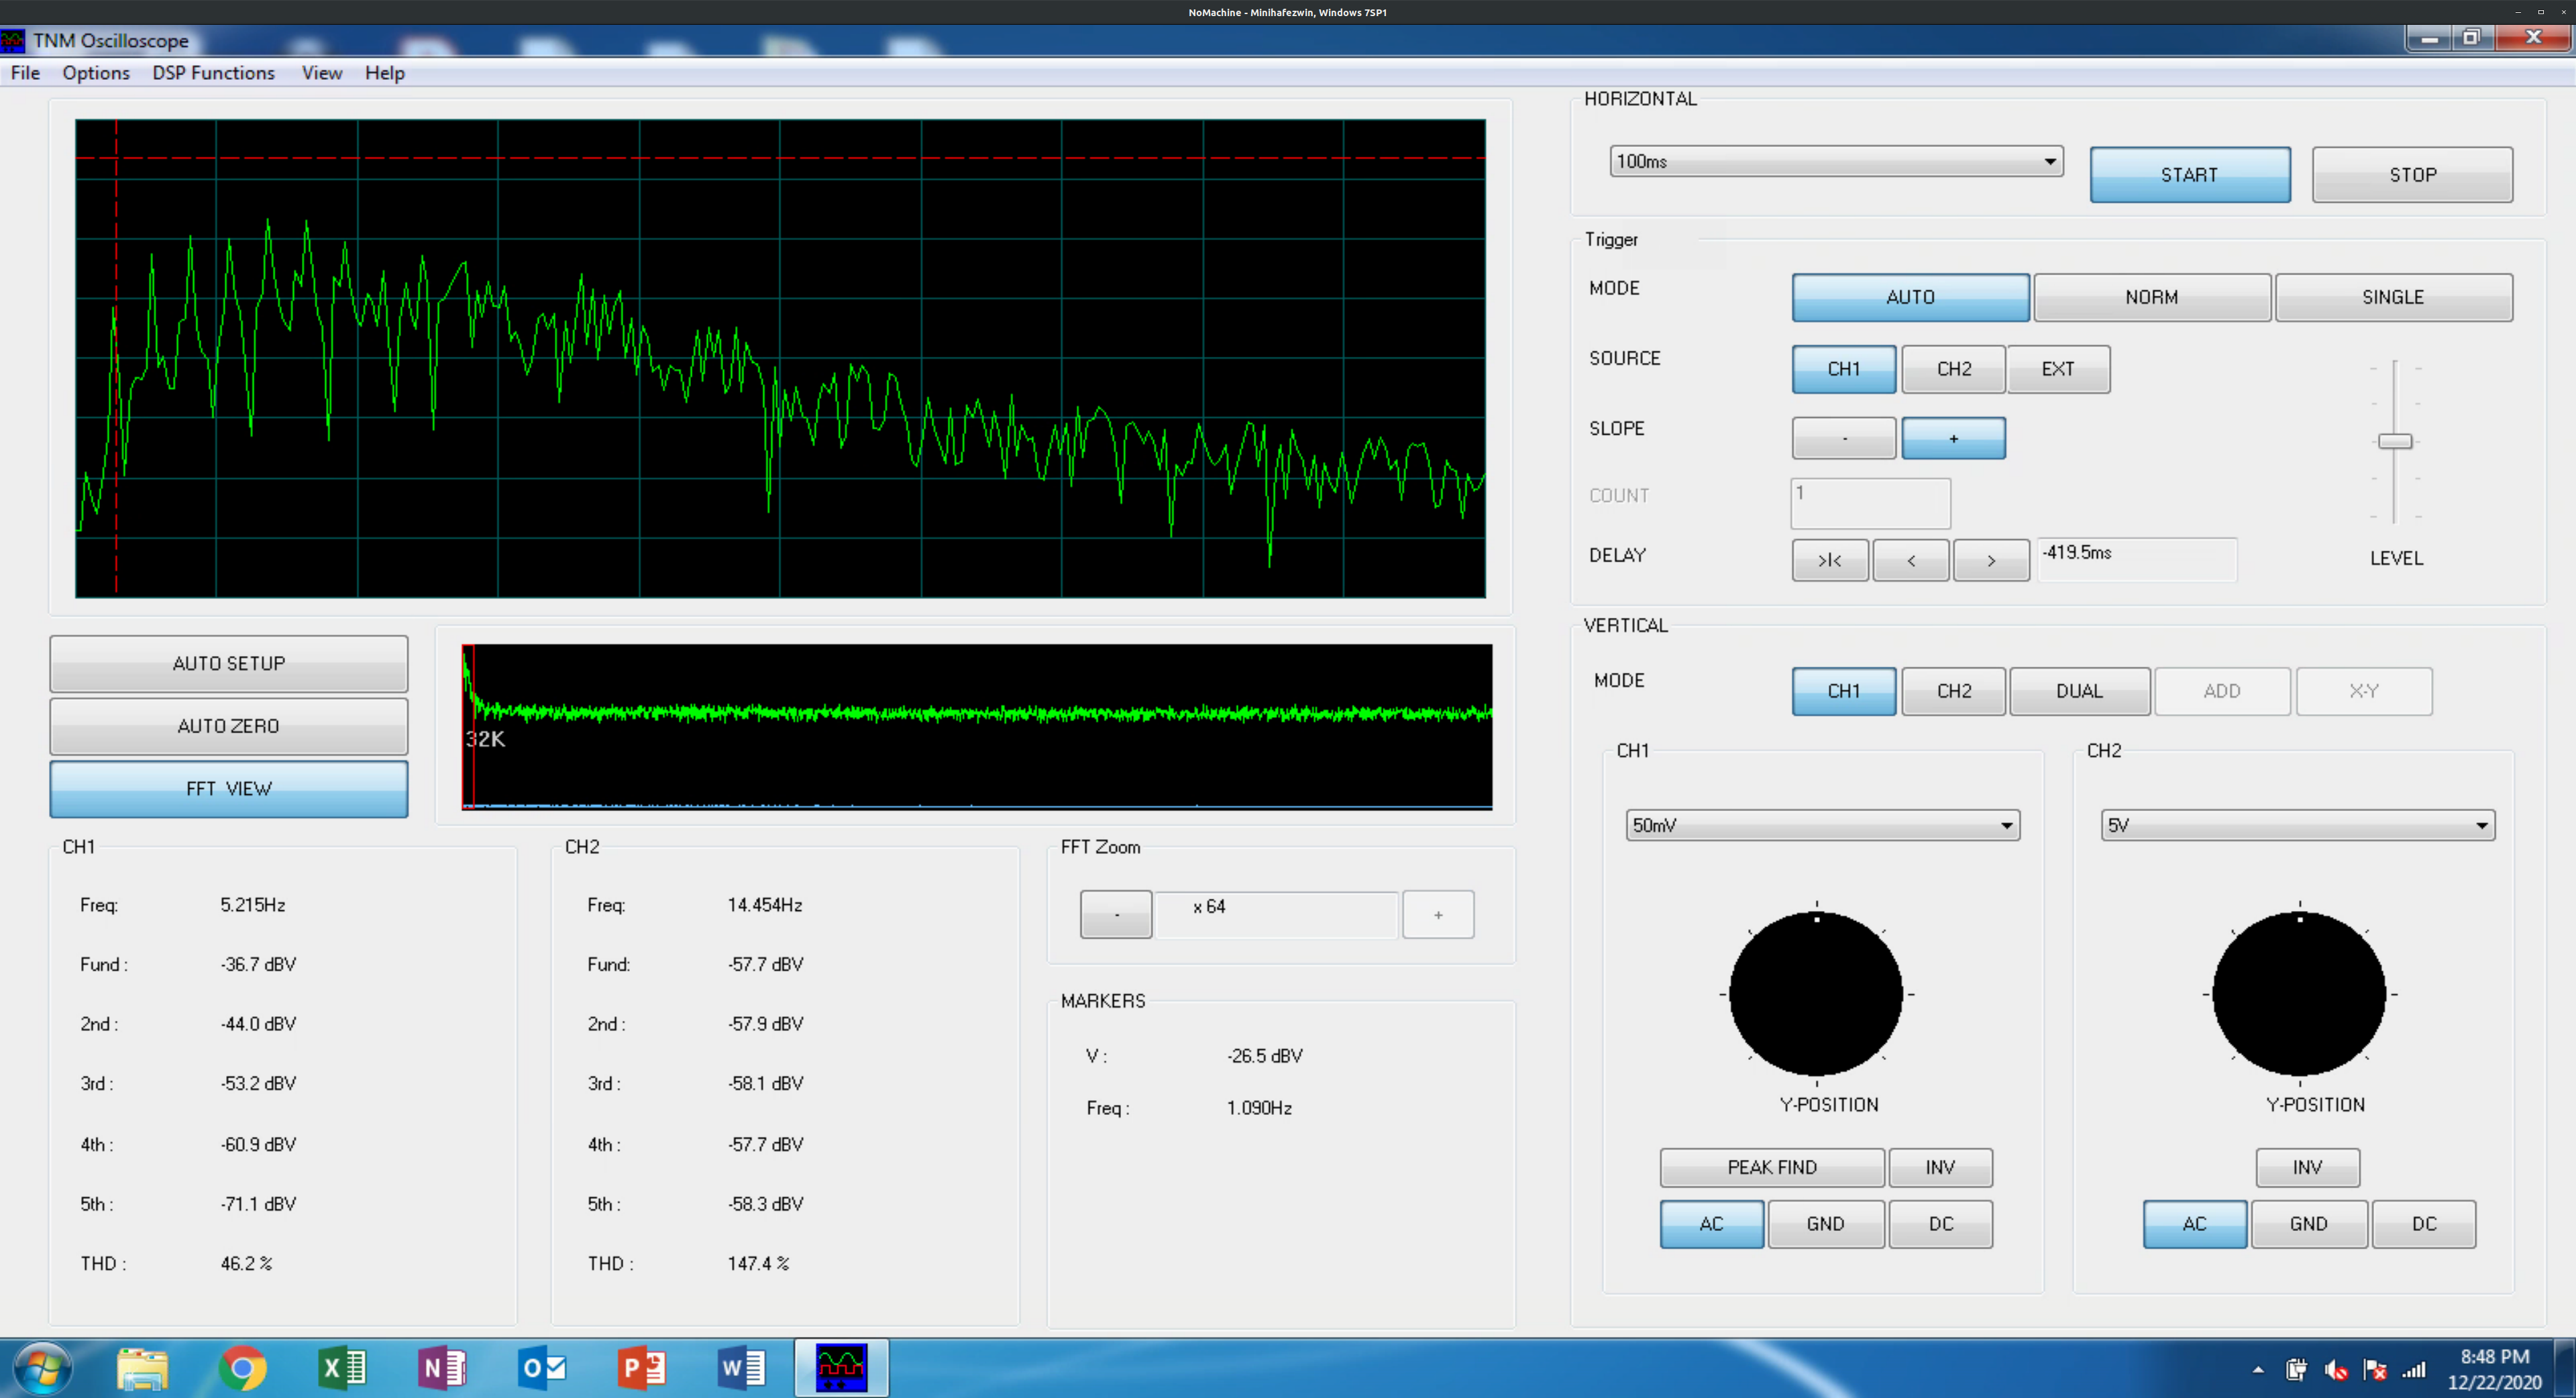 NoMachine - Minihafezwin, Windows 7SP1
TNM Oscilloscope
File Options DSP Functions View Help
HORIZONTAL
100ms
START STOP
Trigger
MODE AUTO NORM SINGLE
SOURCE CH1 CH2 EXT
SLOPE - +
COUNT 1
DELAY >|< < > -419.5ms
LEVEL
AUTO SETUP
AUTO ZERO
FFT VIEW
32K
CH1
Freq: 5.215Hz
Fund : -36.7 dBV
2nd : -44.0 dBV
3rd : -53.2 dBV
4th : -60.9 dBV
5th : -71.1 dBV
THD : 46.2 %
CH2
Freq: 14.454Hz
Fund: -57.7 dBV
2nd : -57.9 dBV
3rd : -58.1 dBV
4th : -57.7 dBV
5th : -58.3 dBV
THD : 147.4 %
FFT Zoom
- x 64 +
MARKERS
V : -26.5 dBV
Freq : 1.090Hz
VERTICAL
MODE CH1 CH2 DUAL ADD X-Y
CH1
50mV
Y-POSITION
PEAK FIND INV
AC GND DC
CH2
5V
Y-POSITION
INV
AC GND DC
8:48 PM
12/22/2020